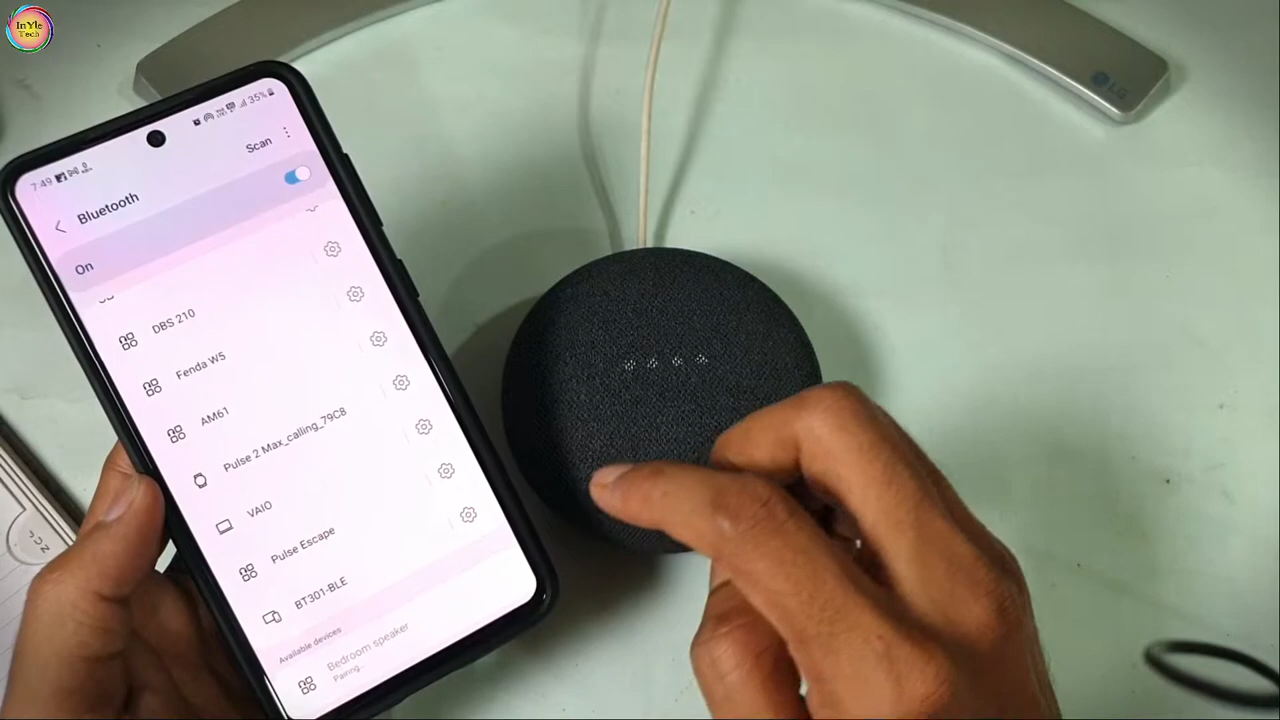 InYle
Tech
LG
7:49
35%
Scan
Bluetooth
On
DBS 210
Fenda W5
AM61
Pulse 2 Max_calling_79C8
VAIO
Pulse Escape
BT301-BLE
Available devices
Bedroom speaker
Pairing...
JUN